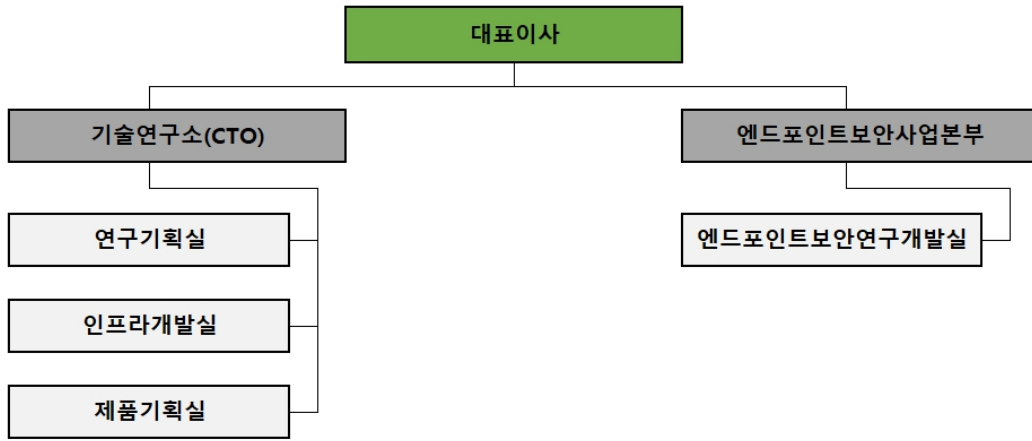 대표이사
기술연구소(CTO)
엔드포인트보안사업본부
연구기획실
엔드포인트보안연구개발실
인프라개발실
제품기획실